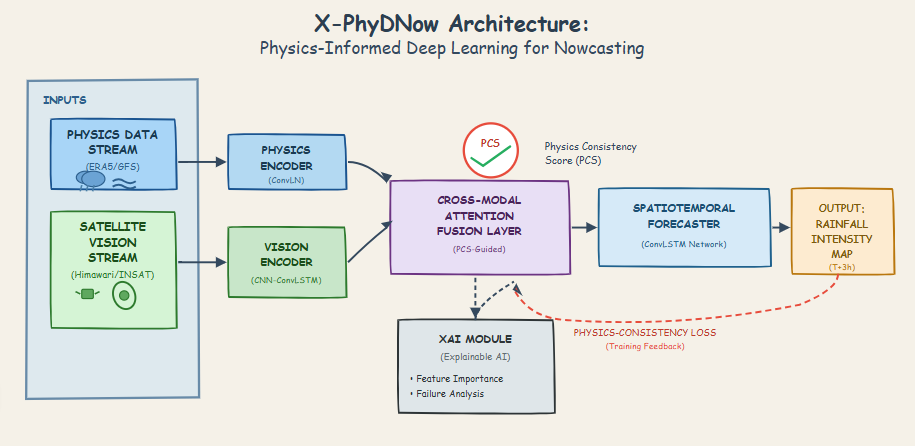 X-PhyDNow Architecture:
Physics-Informed Deep Learning for Nowcasting
INPUTS
PHYSICS DATA
STREAM
(ERA5/GFS)
SATELLITE
VISION
STREAM
(Himawari/INSAT)
PHYSICS
ENCODER
(ConvLN)
VISION
ENCODER
(CNN-ConvLSTM)
PCS
Physics Consistency
Score (PCS)
CROSS-MODAL
ATTENTION
FUSION LAYER
(PCS-Guided)
SPATIOTEMPORAL
FORECASTER
(ConvLSTM Network)
OUTPUT:
RAINFALL
INTENSITY
MAP
(T+3h)
PHYSICS-CONSISTENCY LOSS
(Training Feedback)
XAI MODULE
(Explainable AI)
• Feature Importance
• Failure Analysis